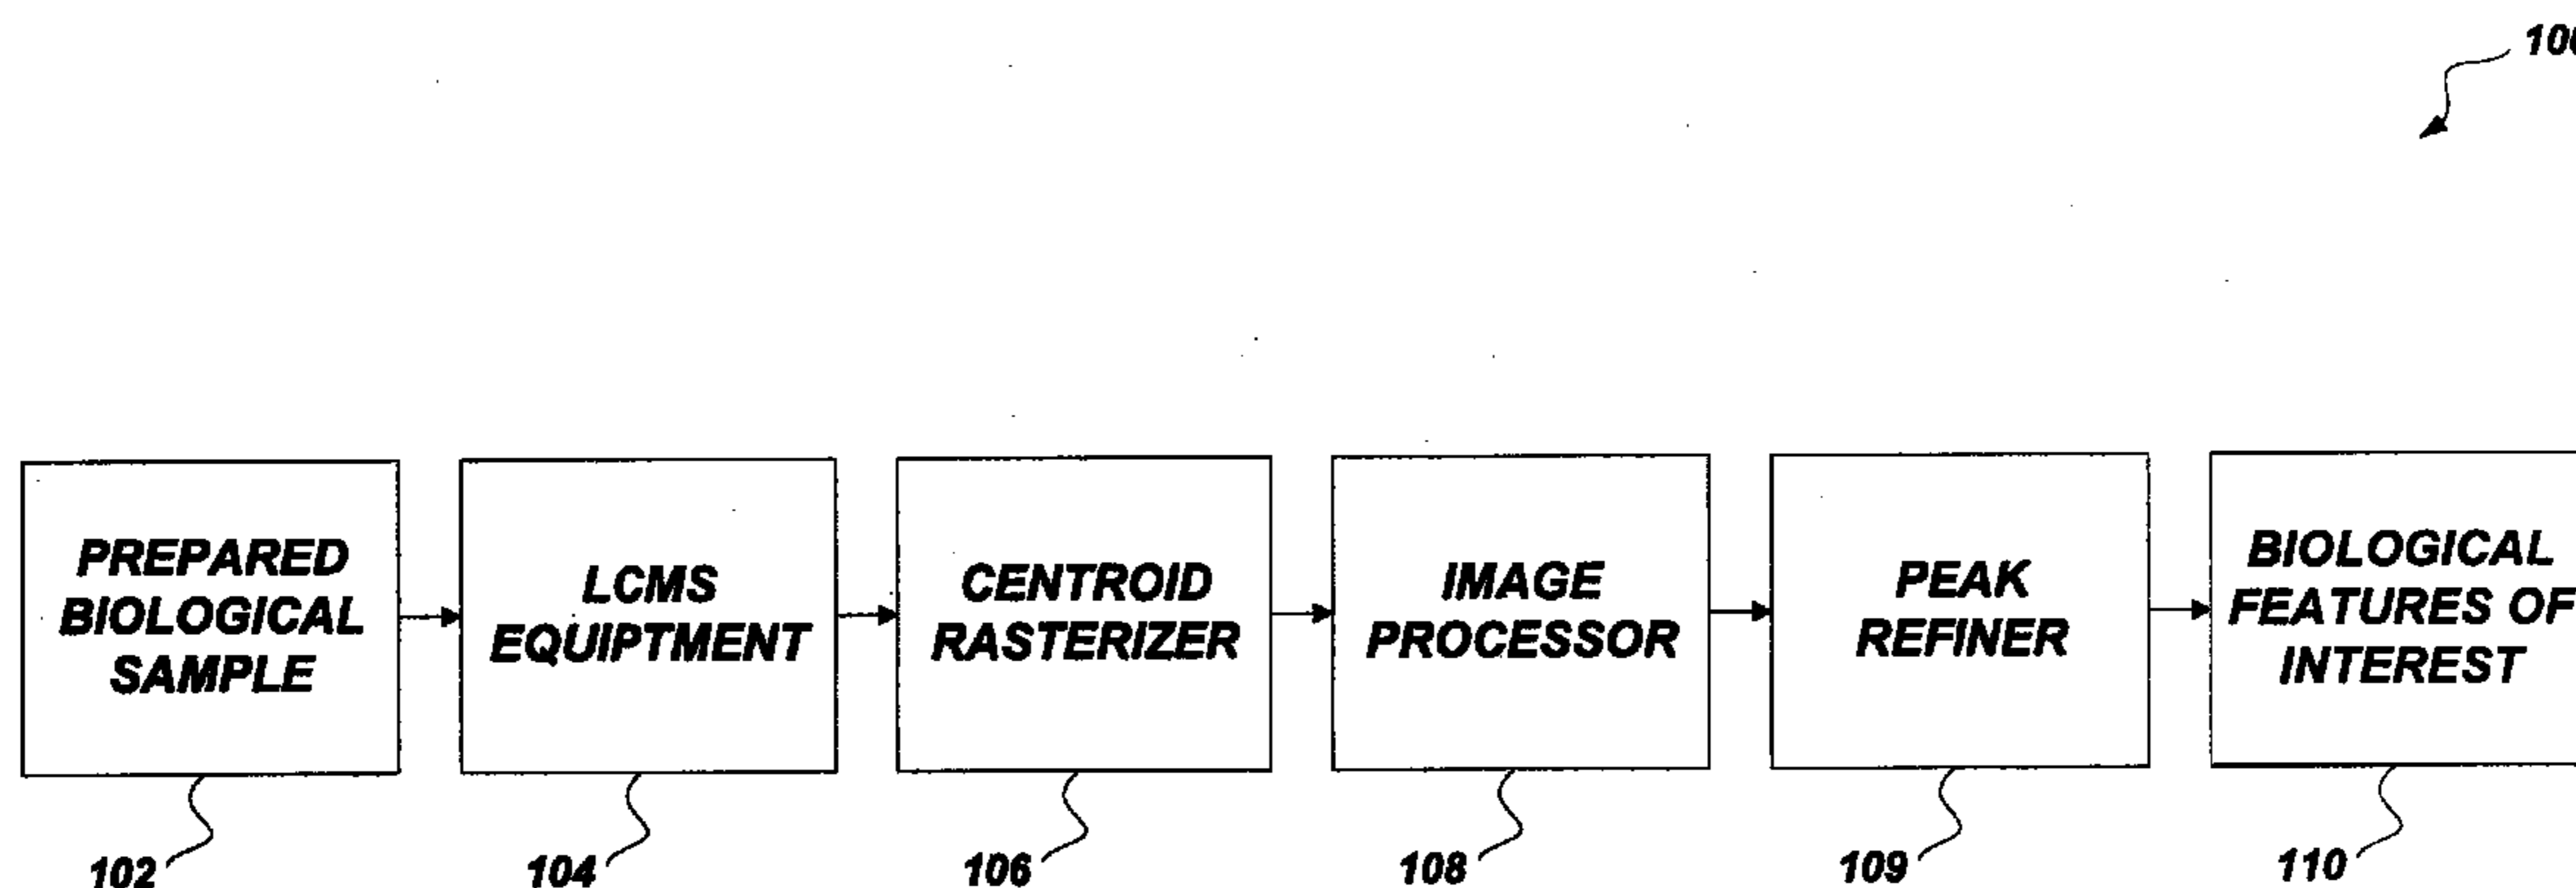 100
PREPARED
BIOLOGICAL
SAMPLE
LCMS
EQUIPTMENT
CENTROID
RASTERIZER
IMAGE
PROCESSOR
PEAK
REFINER
BIOLOGICAL
FEATURES OF
INTEREST
102
104
106
108
109
110